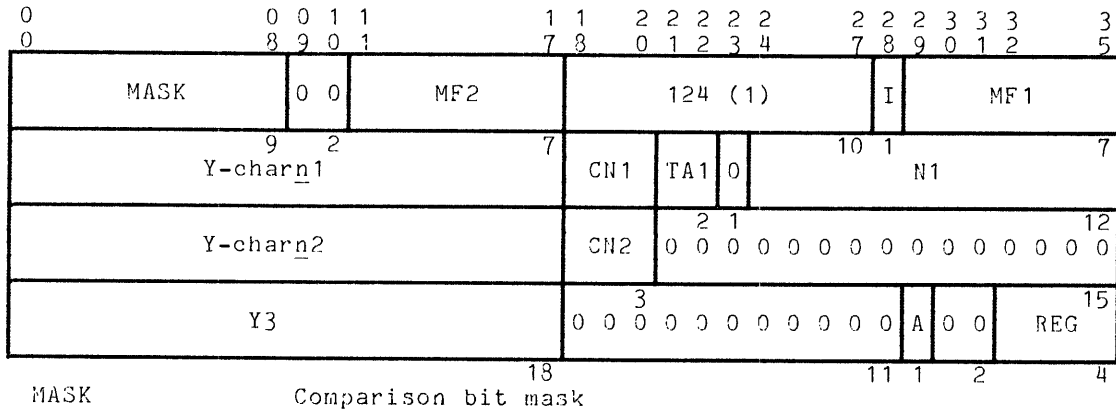 0 0 0 1 1 1 1 2 2 2 2 2 2 2 2 3 3 3 3
0 8 9 0 1 7 8 0 1 2 3 4 7 8 9 0 1 2 5
MASK 0 0 MF2 124 (1) I MF1
9 2 7 10 1 7
Y-charn1 CN1 TA1 0 N1
2 1 12
Y-charn2 CN2 0 0 0 0 0 0 0 0 0 0 0 0 0 0 0
3 15
Y3 0 0 0 0 0 0 0 0 0 0 0 A 0 0 REG
18 11 1 2 4
MASK Comparison bit mask